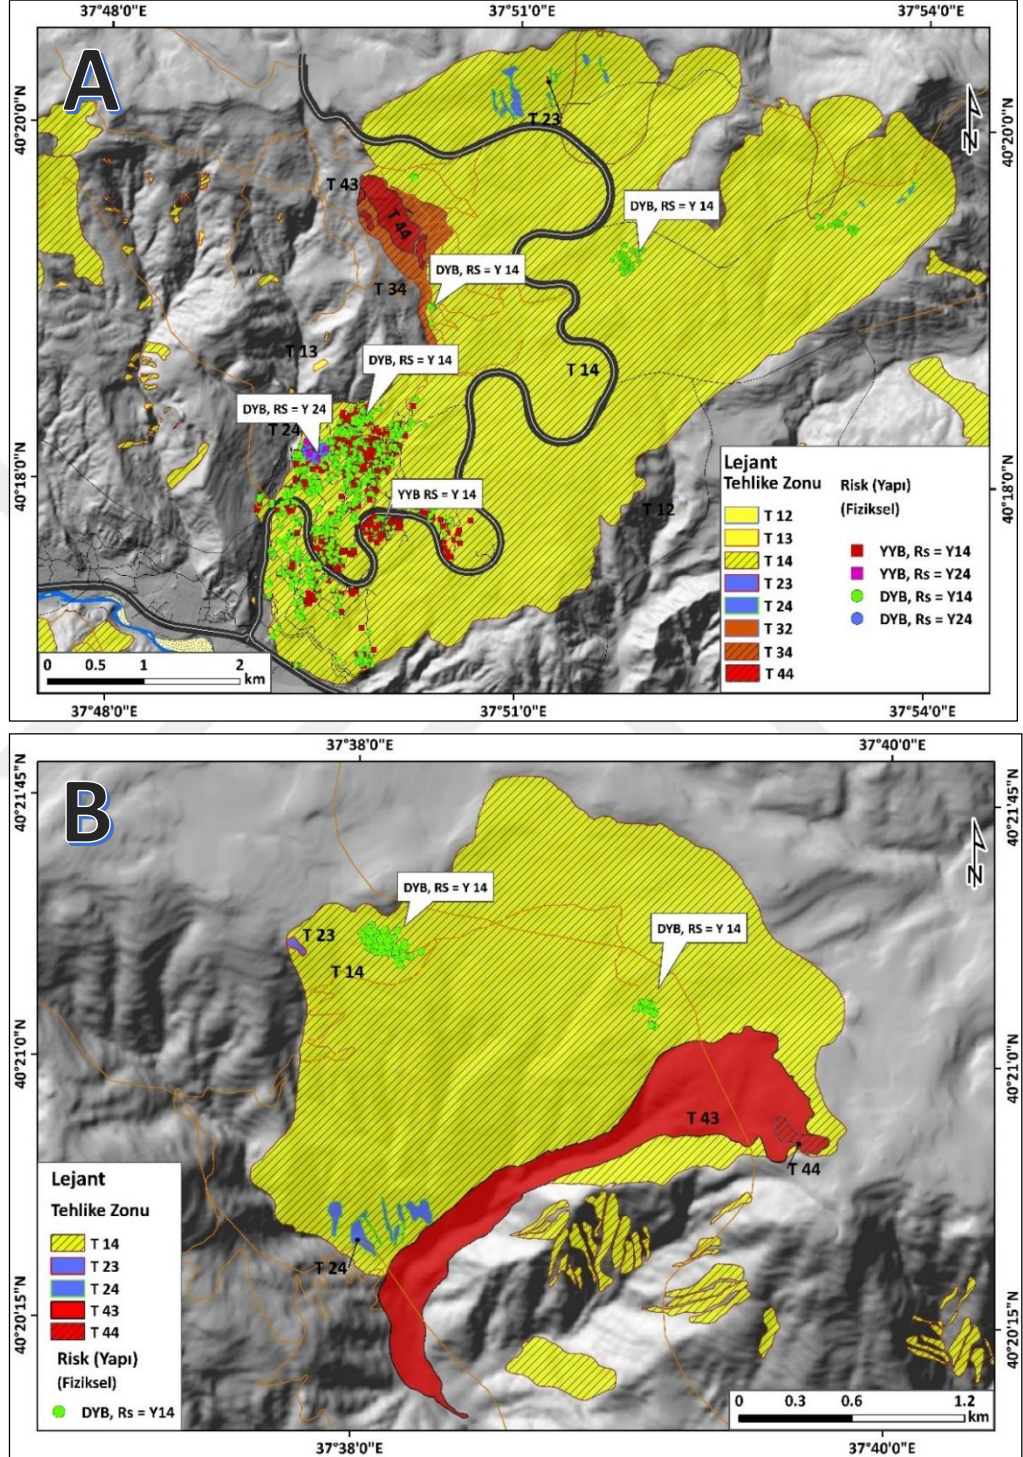 37°48'0"E
37°51'0"E
37°54'0"E
A
40°20'0"N
40°20'0"N
N
T 23
T 43
DYB, RS = Y 14
T 44
DYB, RS = Y 14
T 34
T 13
DYB, RS = Y 14
T 14
DYB, RS = Y 24
T 24
40°18'0"N
40°18'0"N
YYB RS = Y 14
T 12
Lejant
Tehlike Zonu
T 12
T 13
T 14
T 23
T 24
T 32
T 34
T 44
Risk (Yapı)
(Fiziksel)
YYB, Rs = Y14
YYB, Rs = Y24
DYB, Rs = Y14
DYB, Rs = Y24
0 0.5 1 2
km
37°48'0"E
37°51'0"E
37°54'0"E
37°38'0"E
37°40'0"E
40°21'45"N
40°21'45"N
B
N
DYB, RS = Y 14
T 23
DYB, RS = Y 14
T 14
40°21'0"N
40°21'0"N
T 43
T 44
T 24
40°20'15"N
40°20'15"N
Lejant
Tehlike Zonu
T 14
T 23
T 24
T 43
T 44
Risk (Yapı)
(Fiziksel)
DYB, Rs = Y14
0 0.3 0.6 1.2
km
37°38'0"E
37°40'0"E